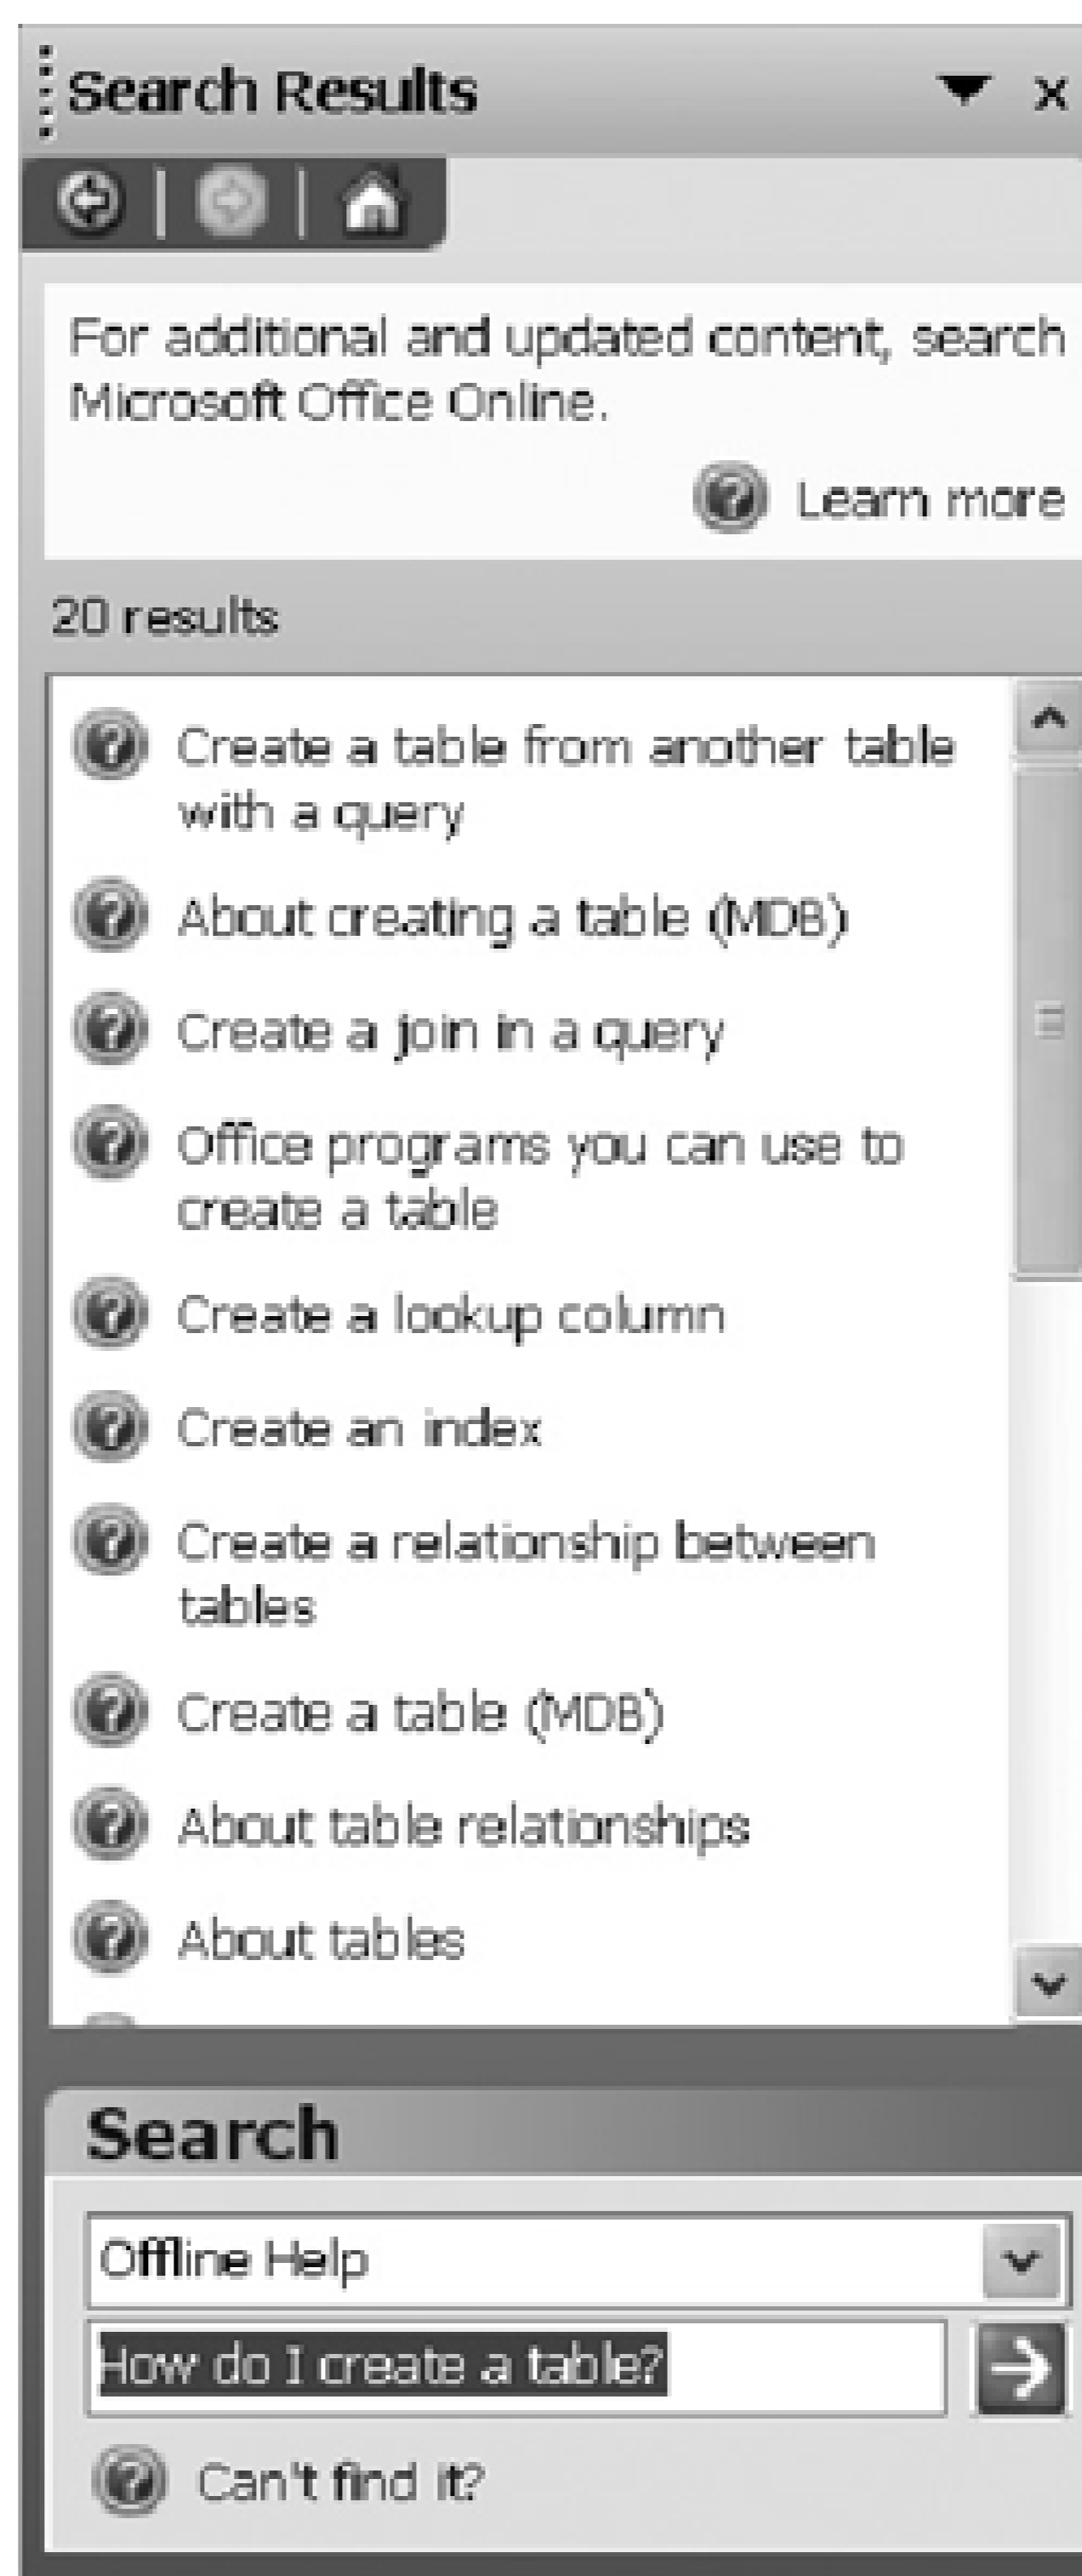 Search Results
For additional and updated content, search
Microsoft Office Online.
Learn more
20 results
Create a table from another table
with a query
About creating a table (MDB)
Create a join in a query
Office programs you can use to
create a table
Create a lookup column
Create an index
Create a relationship between
tables
Create a table (MDB)
About table relationships
About tables
Search
Offline Help
How do I create a table?
Can't find it?